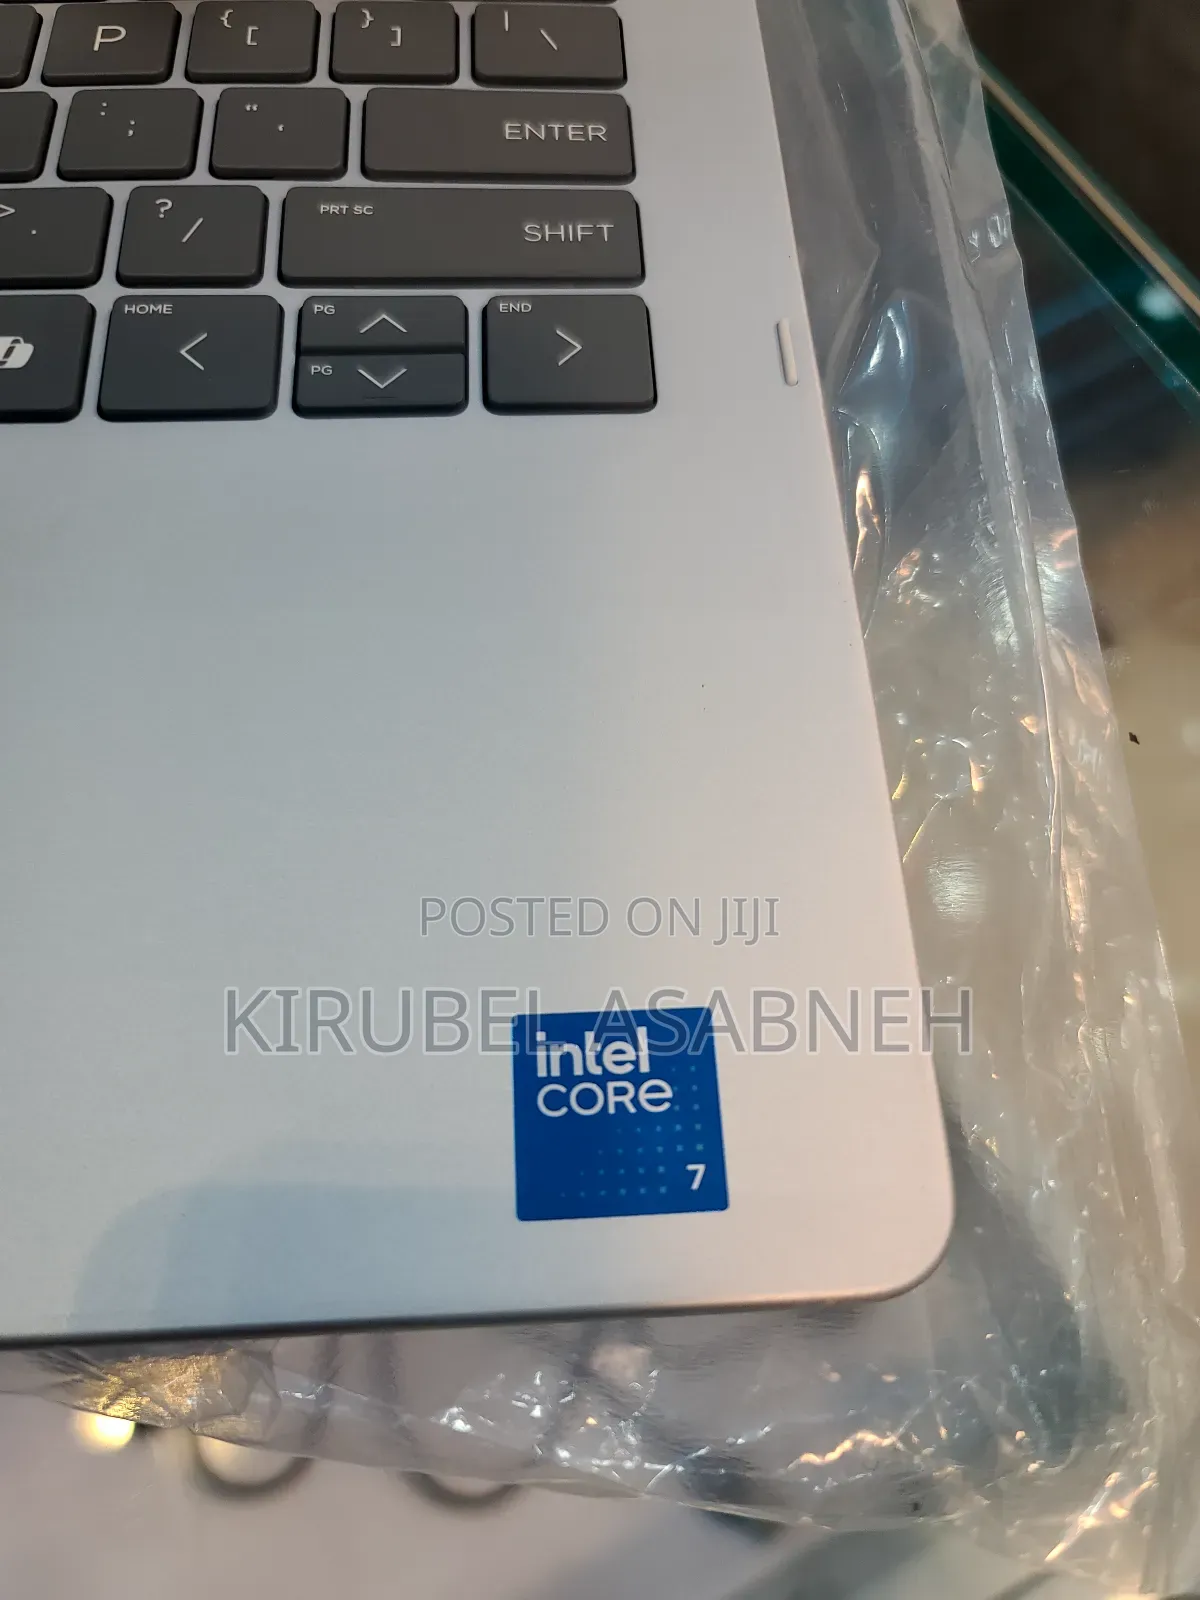 P
{ [
} ]
| \
: ;
" '
ENTER
> .
? /
PRT SC
SHIFT
HOME
<
PG
PG
END
>
POSTED ON JIJI
KIRUBEL ASABNEH
intel
CORE
7